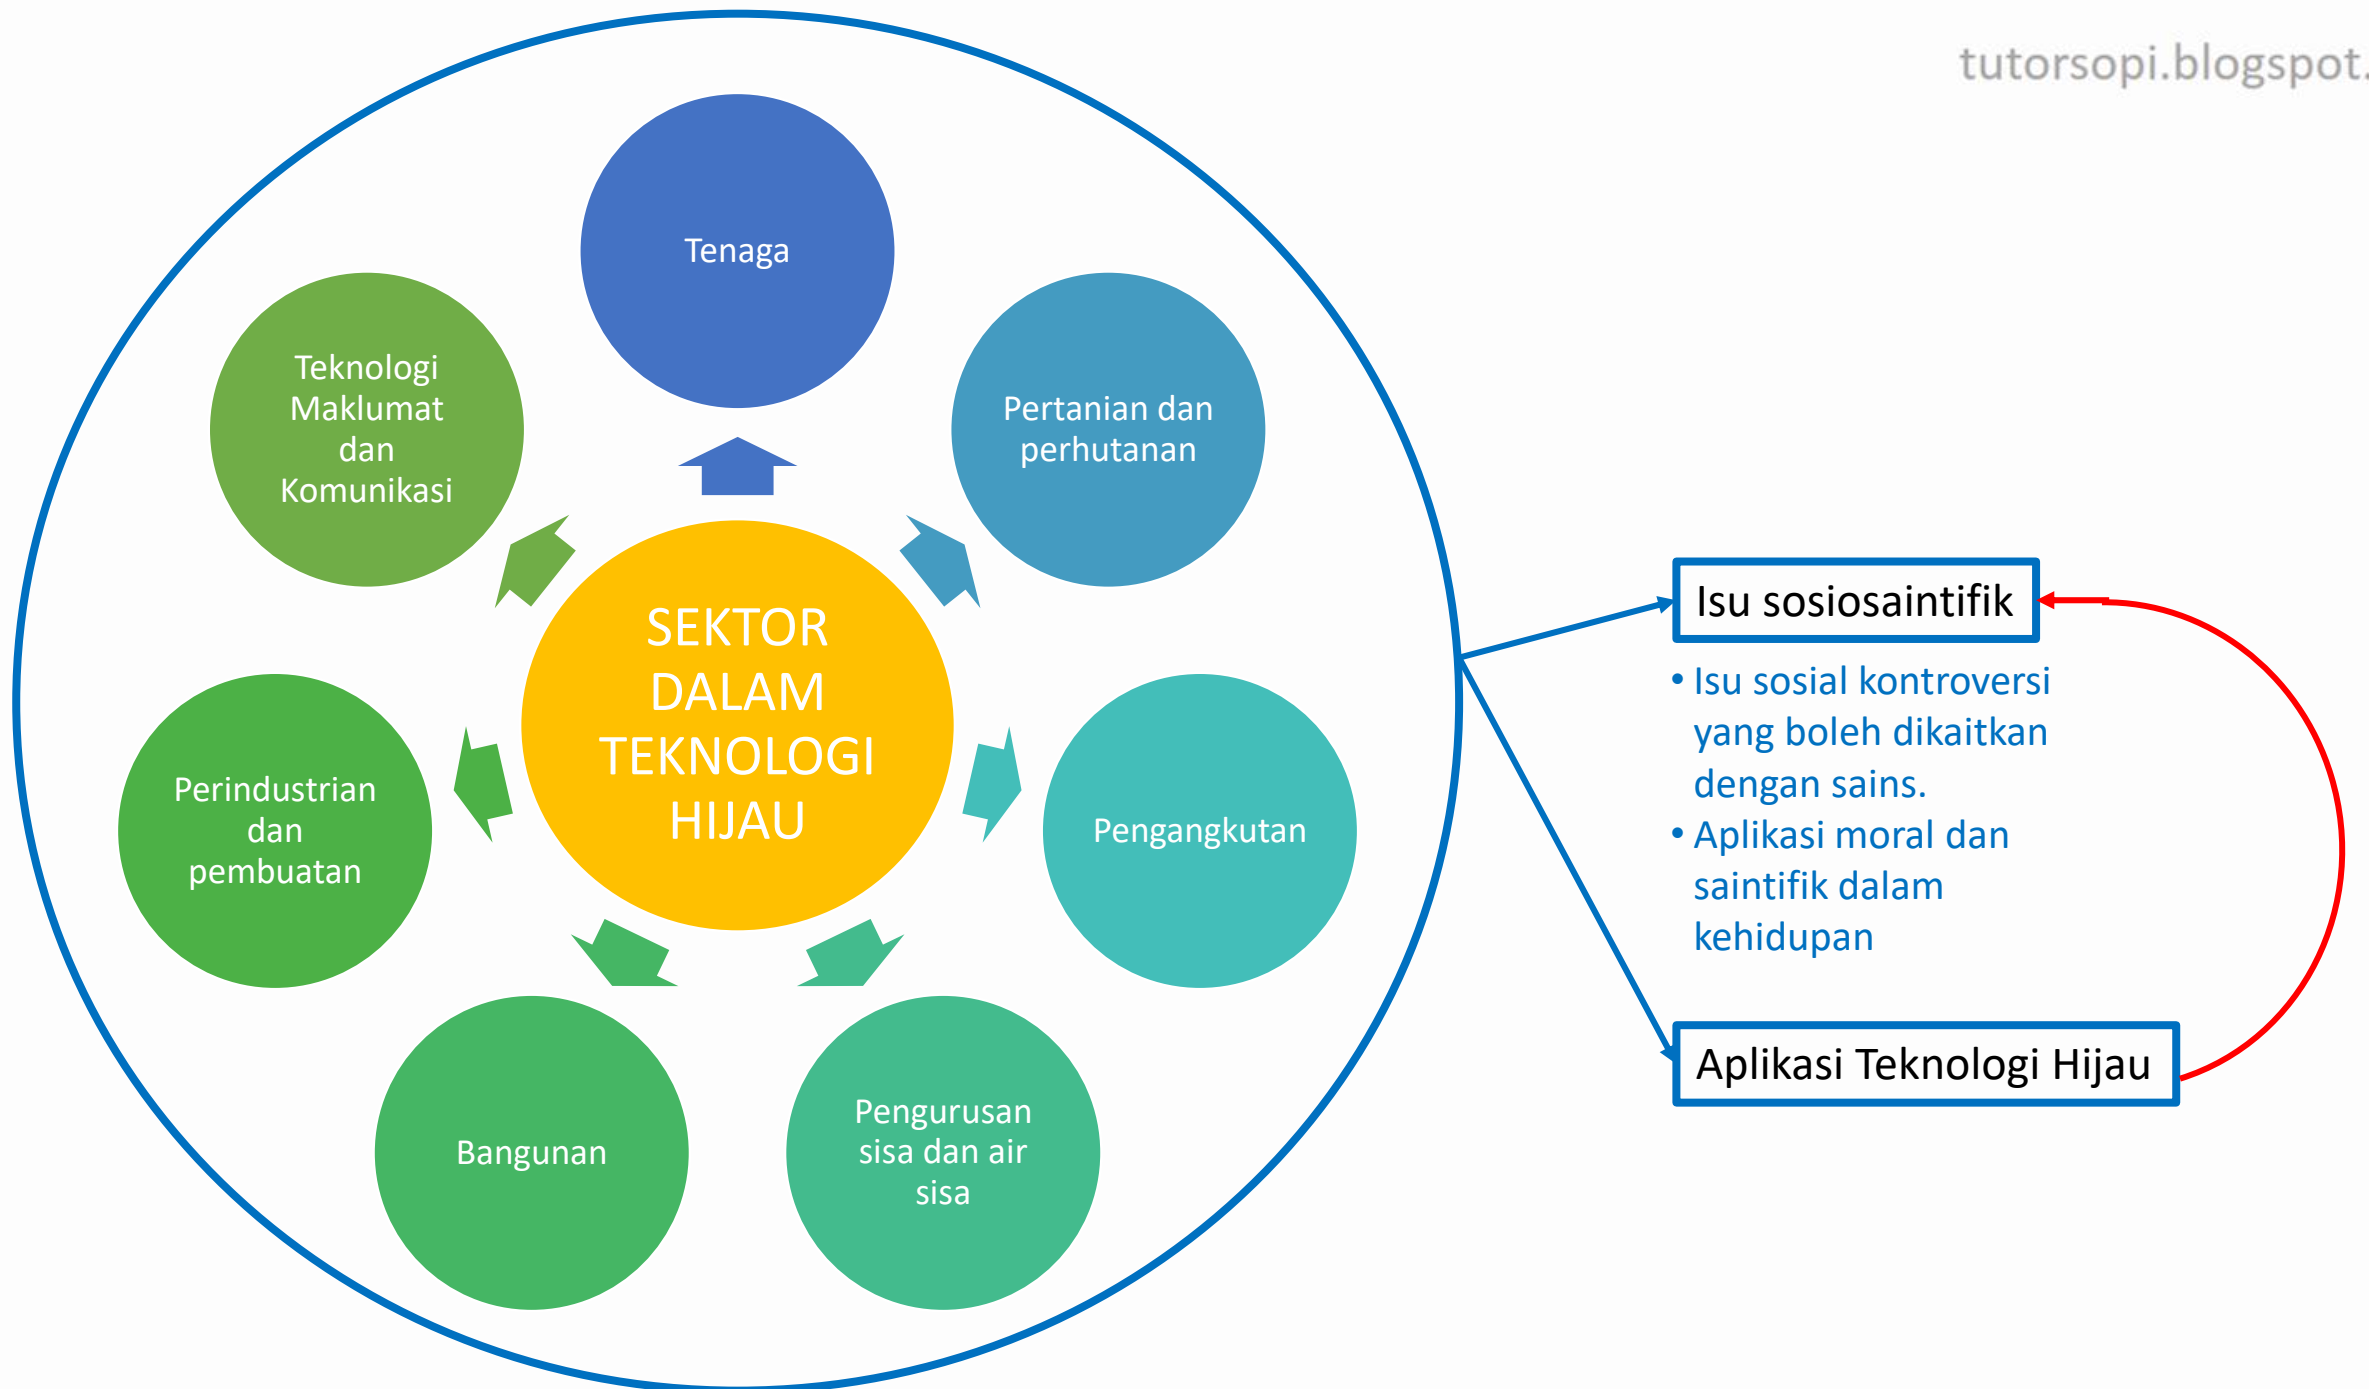 tutorsopi.blogspot.
Tenaga
Teknologi
Maklumat
dan
Komunikasi
Pertanian dan
perhutanan
SEKTOR
DALAM
TEKNOLOGI
HIJAU
Perindustrian
dan
pembuatan
Pengangkutan
Bangunan
Pengurusan
sisa dan air
sisa
Isu sosiosaintifik
• Isu sosial kontroversi
yang boleh dikaitkan
dengan sains.
• Aplikasi moral dan
saintifik dalam
kehidupan
Aplikasi Teknologi Hijau